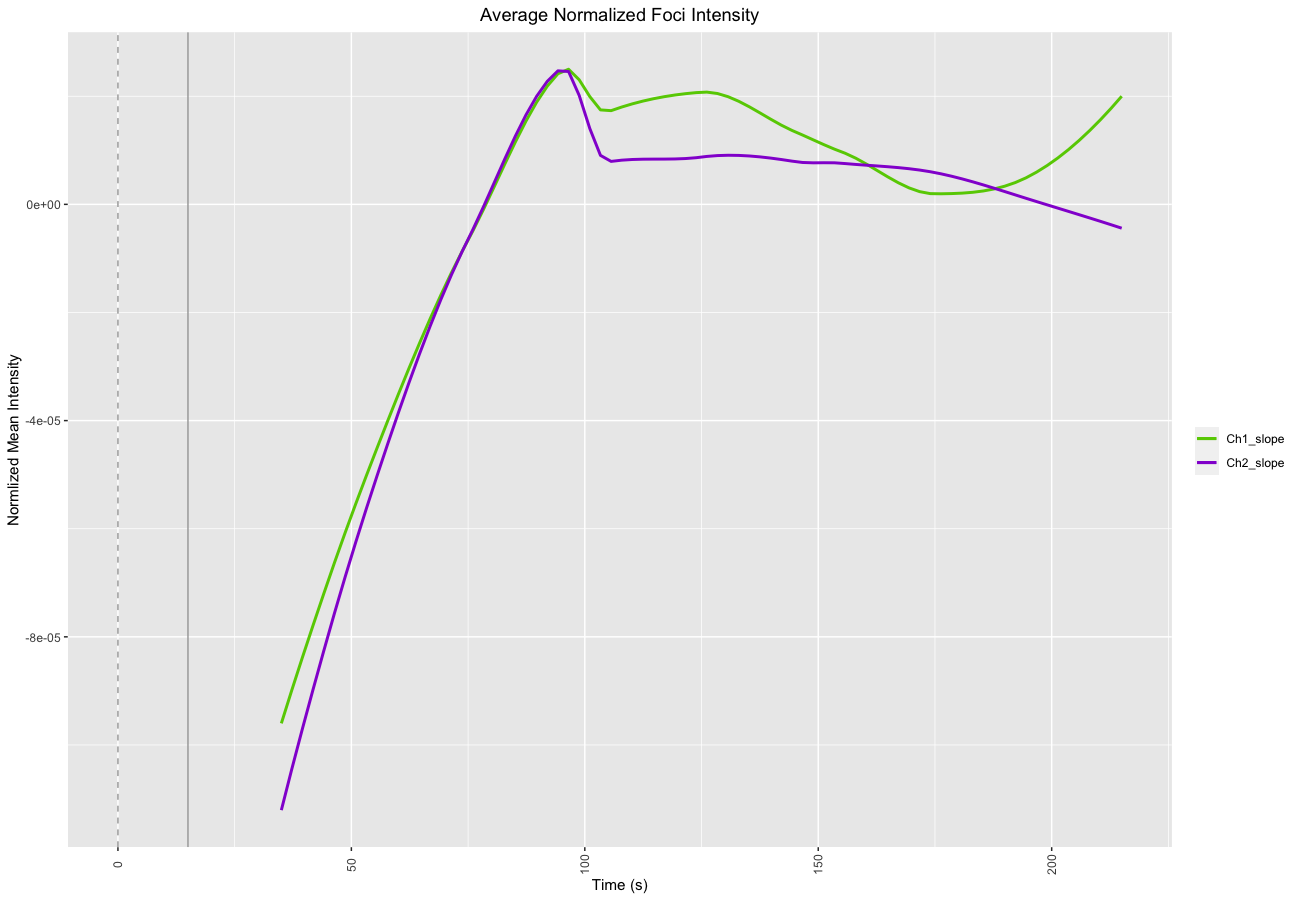 Average Normalized Foci Intensity
Normlized Mean Intensity
0e+00
-4e-05
-8e-05
0
50
100
150
200
Time (s)
Ch1_slope
Ch2_slope